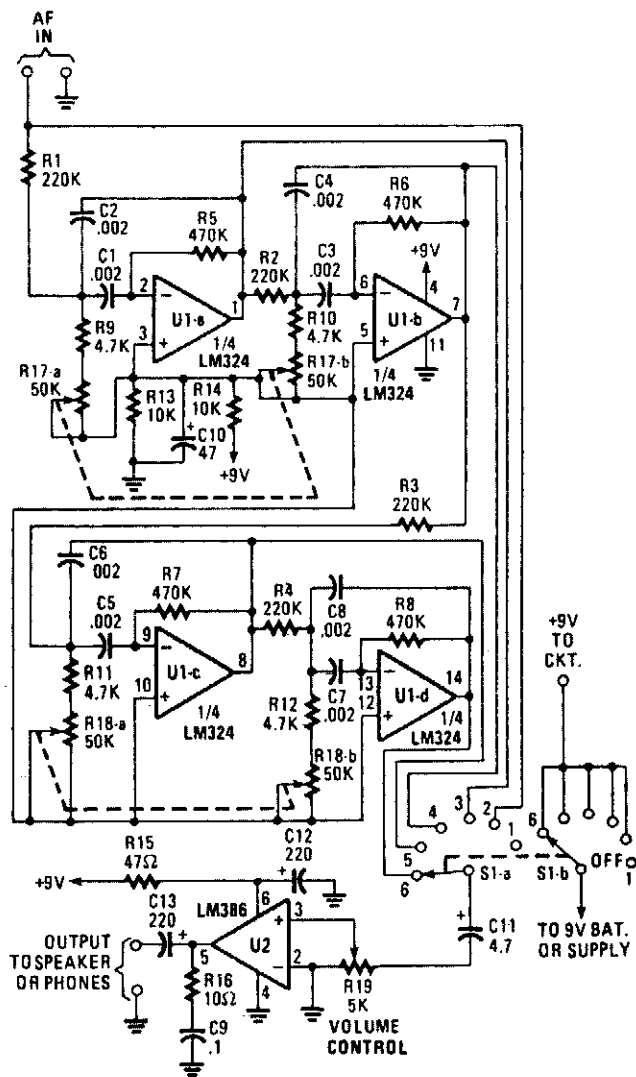 AF
IN
R1
220K
C2
.002
C1
.002
R5
470K
2
3
1
U1-a
1/4
LM324
R9
4.7K
R17-a
50K
R13
10K
R14
10K
C10
47
+
+9V
R2
220K
C4
.002
C3
.002
R6
470K
+9V
6
5
4
7
11
U1-b
1/4
LM324
R10
4.7K
R17-b
50K
R3
220K
C6
.002
C5
.002
R7
470K
9
10
8
U1-c
1/4
LM324
R11
4.7K
R18-a
50K
R4
220K
C8
.002
C7
.002
R8
470K
13
12
14
U1-d
1/4
LM324
R12
4.7K
R18-b
50K
+9V
TO
CKT.
4
3
2
1
5
6
S1-a
6
OFF
1
S1-b
TO 9V BAT.
OR SUPPLY
C11
4.7
+
R15
47Ω
+9V
C12
220
+
C13
220
+
LM386
U2
6
3
2
5
4
R16
10Ω
C9
.1
OUTPUT
TO SPEAKER
OR PHONES
R19
5K
VOLUME
CONTROL